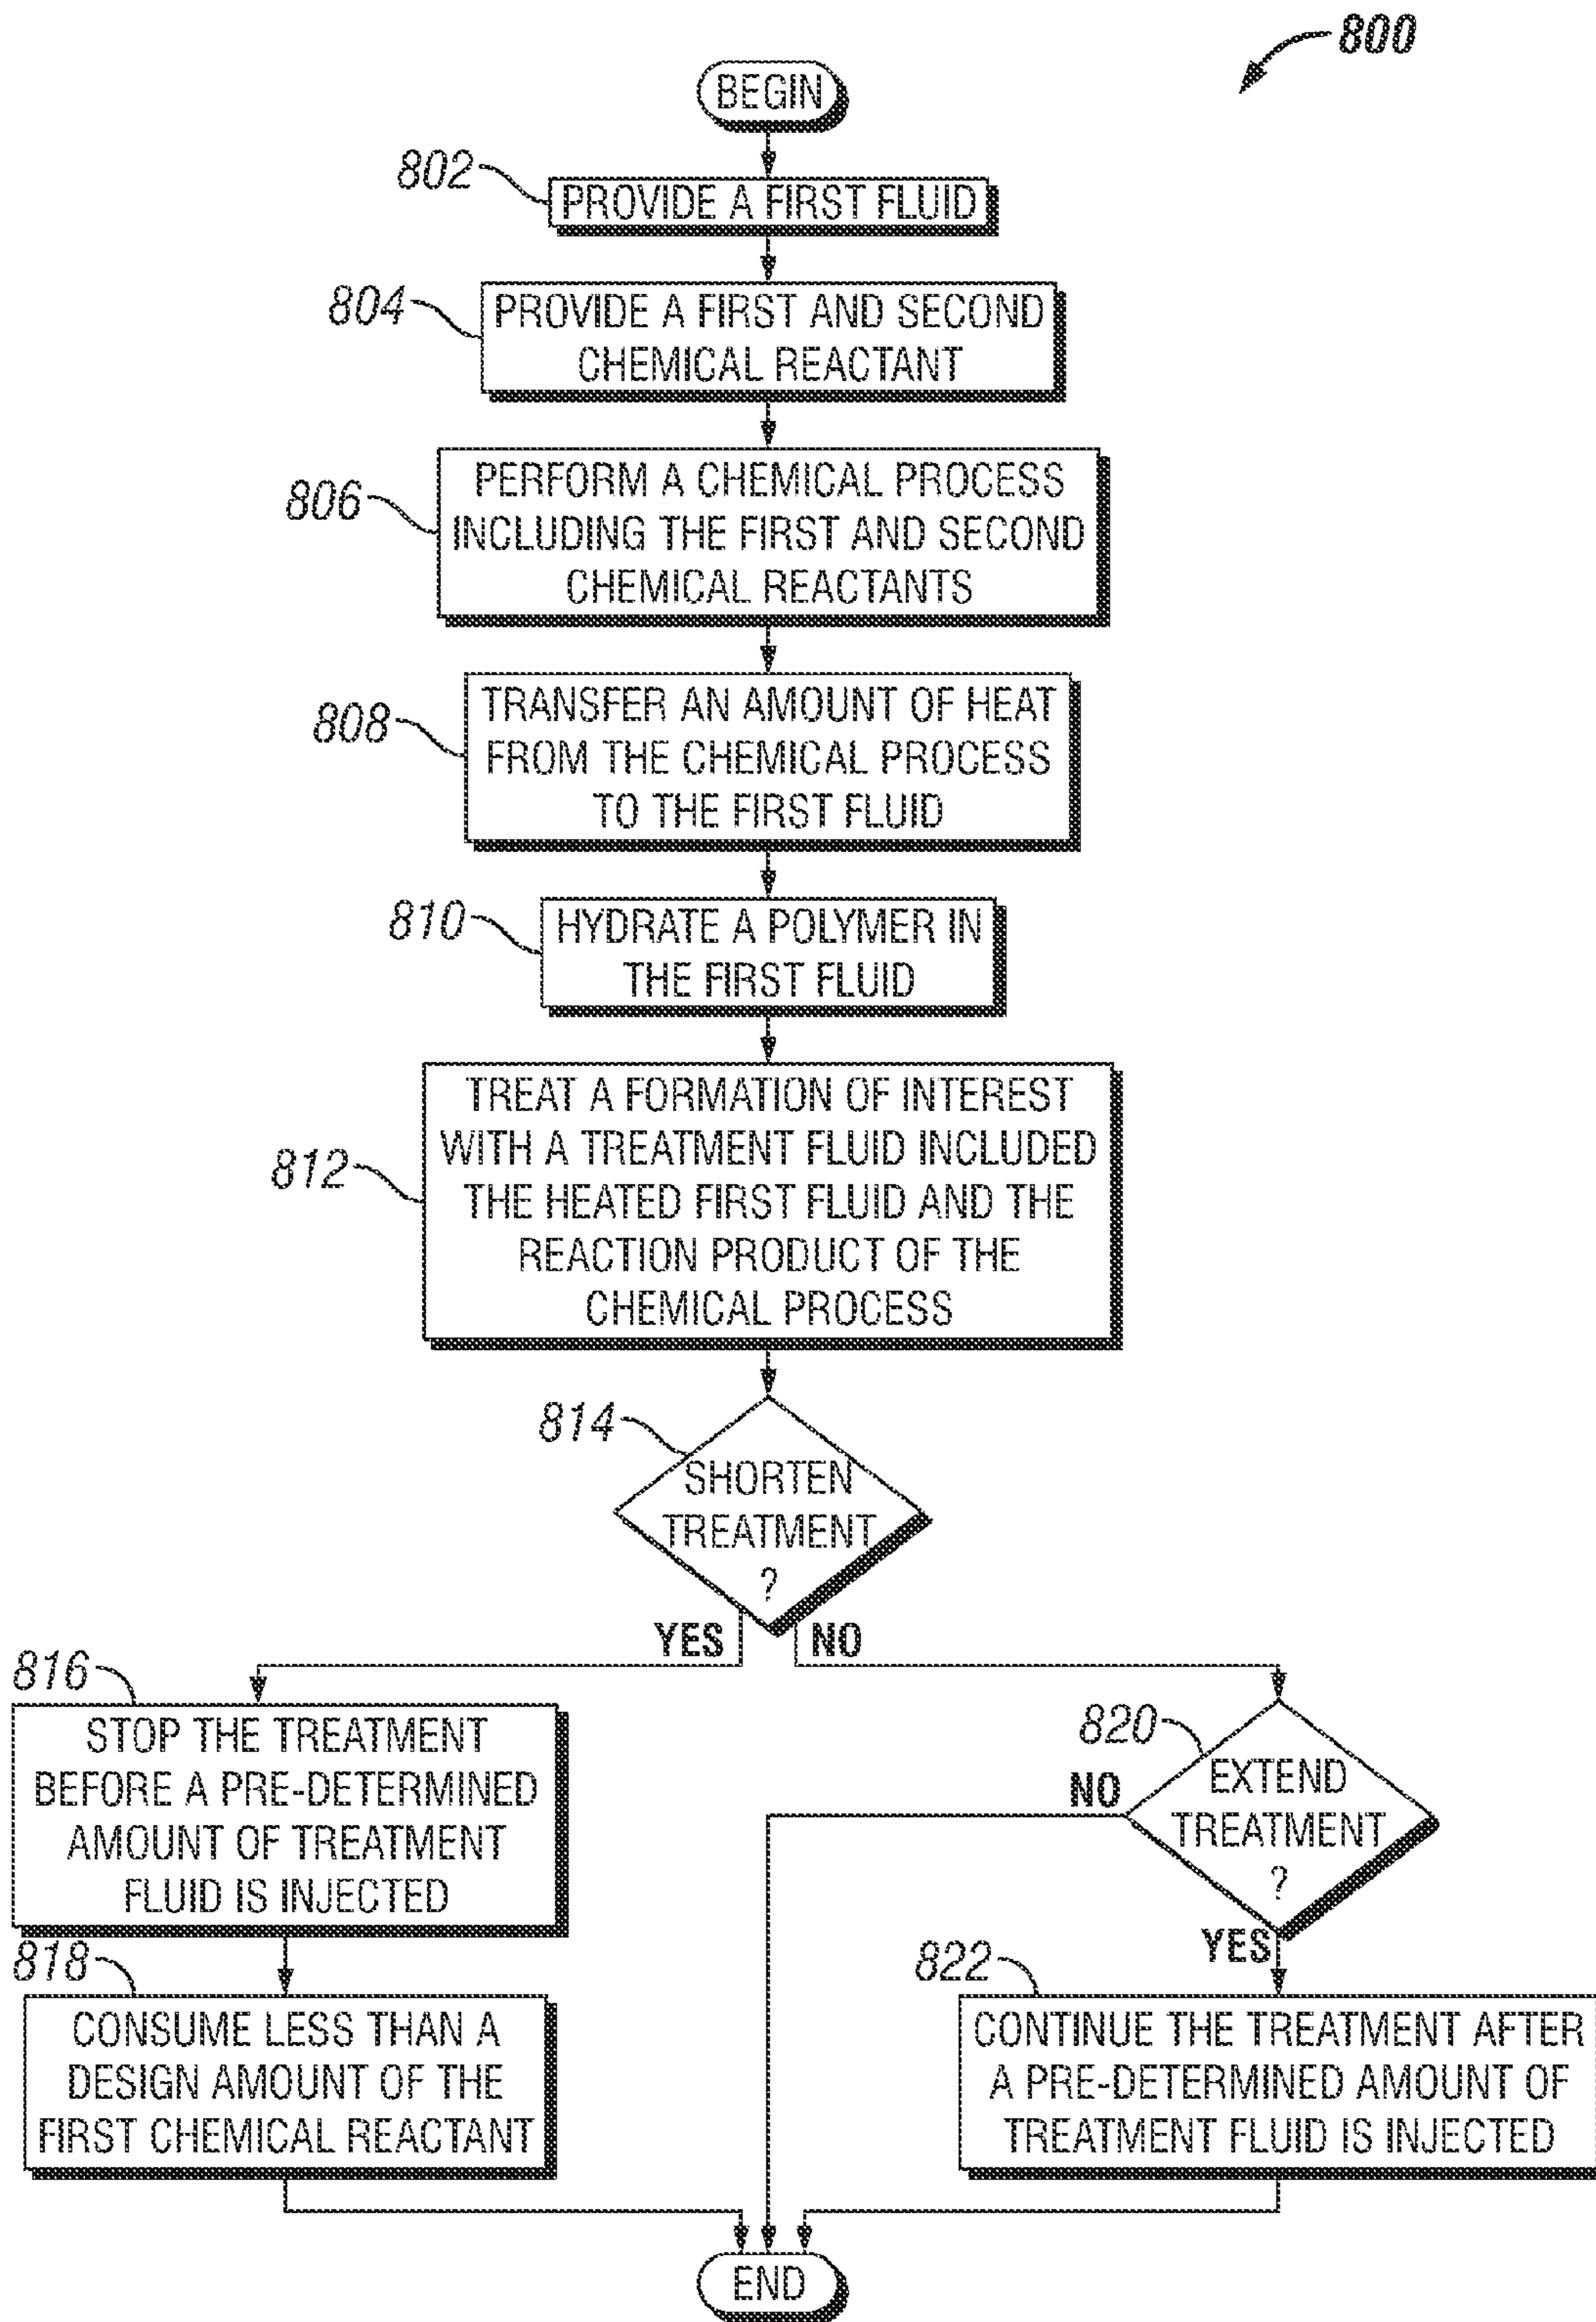 800
BEGIN
802
PROVIDE A FIRST FLUID
804
PROVIDE A FIRST AND SECOND
CHEMICAL REACTANT
806
PERFORM A CHEMICAL PROCESS
INCLUDING THE FIRST AND SECOND
CHEMICAL REACTANTS
808
TRANSFER AN AMOUNT OF HEAT
FROM THE CHEMICAL PROCESS
TO THE FIRST FLUID
810
HYDRATE A POLYMER IN
THE FIRST FLUID
812
TREAT A FORMATION OF INTEREST
WITH A TREATMENT FLUID INCLUDED
THE HEATED FIRST FLUID AND THE
REACTION PRODUCT OF THE
CHEMICAL PROCESS
814
SHORTEN
TREATMENT
?
YES
NO
816
STOP THE TREATMENT
BEFORE A PRE-DETERMINED
AMOUNT OF TREATMENT
FLUID IS INJECTED
818
CONSUME LESS THAN A
DESIGN AMOUNT OF THE
FIRST CHEMICAL REACTANT
820
EXTEND
TREATMENT
?
NO
YES
822
CONTINUE THE TREATMENT AFTER
A PRE-DETERMINED AMOUNT OF
TREATMENT FLUID IS INJECTED
END